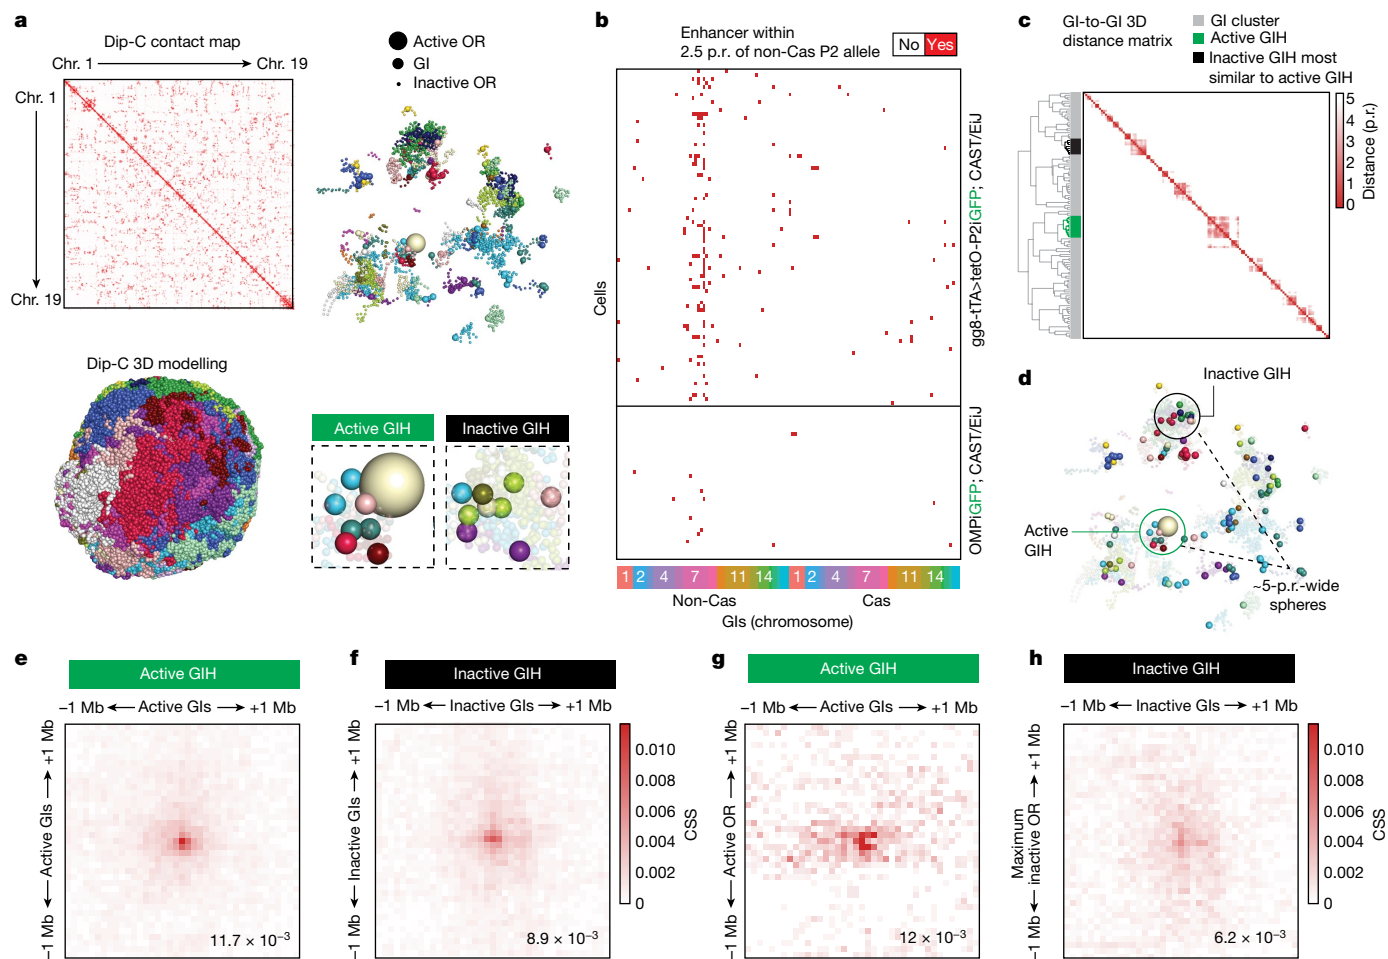 a
Dip-C contact map
Chr. 1
Chr. 19
Chr. 1
Chr. 19
Active OR
GI
Inactive OR
Dip-C 3D modelling
Active GIH
Inactive GIH
b
Enhancer within
2.5 p.r. of non-Cas P2 allele
No
Yes
Cells
gg8-tTA>tetO-P2iGFP; CAST/EiJ
OMPiGFP; CAST/EiJ
1 2 4 7 11 14 1 2 4 7 11 14
Non-Cas
Cas
GIs (chromosome)
c
GI-to-GI 3D
distance matrix
GI cluster
Active GIH
Inactive GIH most
similar to active GIH
5
4
3
2
1
0
Distance (p.r.)
d
Inactive GIH
Active
GIH
~5-p.r.-wide
spheres
e
Active GIH
−1 Mb Active GIs +1 Mb
−1 Mb Active GIs +1 Mb
11.7 × 10−3
f
Inactive GIH
−1 Mb Inactive GIs +1 Mb
−1 Mb Inactive GIs +1 Mb
8.9 × 10−3
0.010
0.008
0.006
0.004
0.002
0
CSS
g
Active GIH
−1 Mb Active GIs +1 Mb
−1 Mb Active OR +1 Mb
12 × 10−3
h
Inactive GIH
−1 Mb Inactive GIs +1 Mb
Maximum
−1 Mb inactive OR +1 Mb
6.2 × 10−3
0.010
0.008
0.006
0.004
0.002
0
CSS